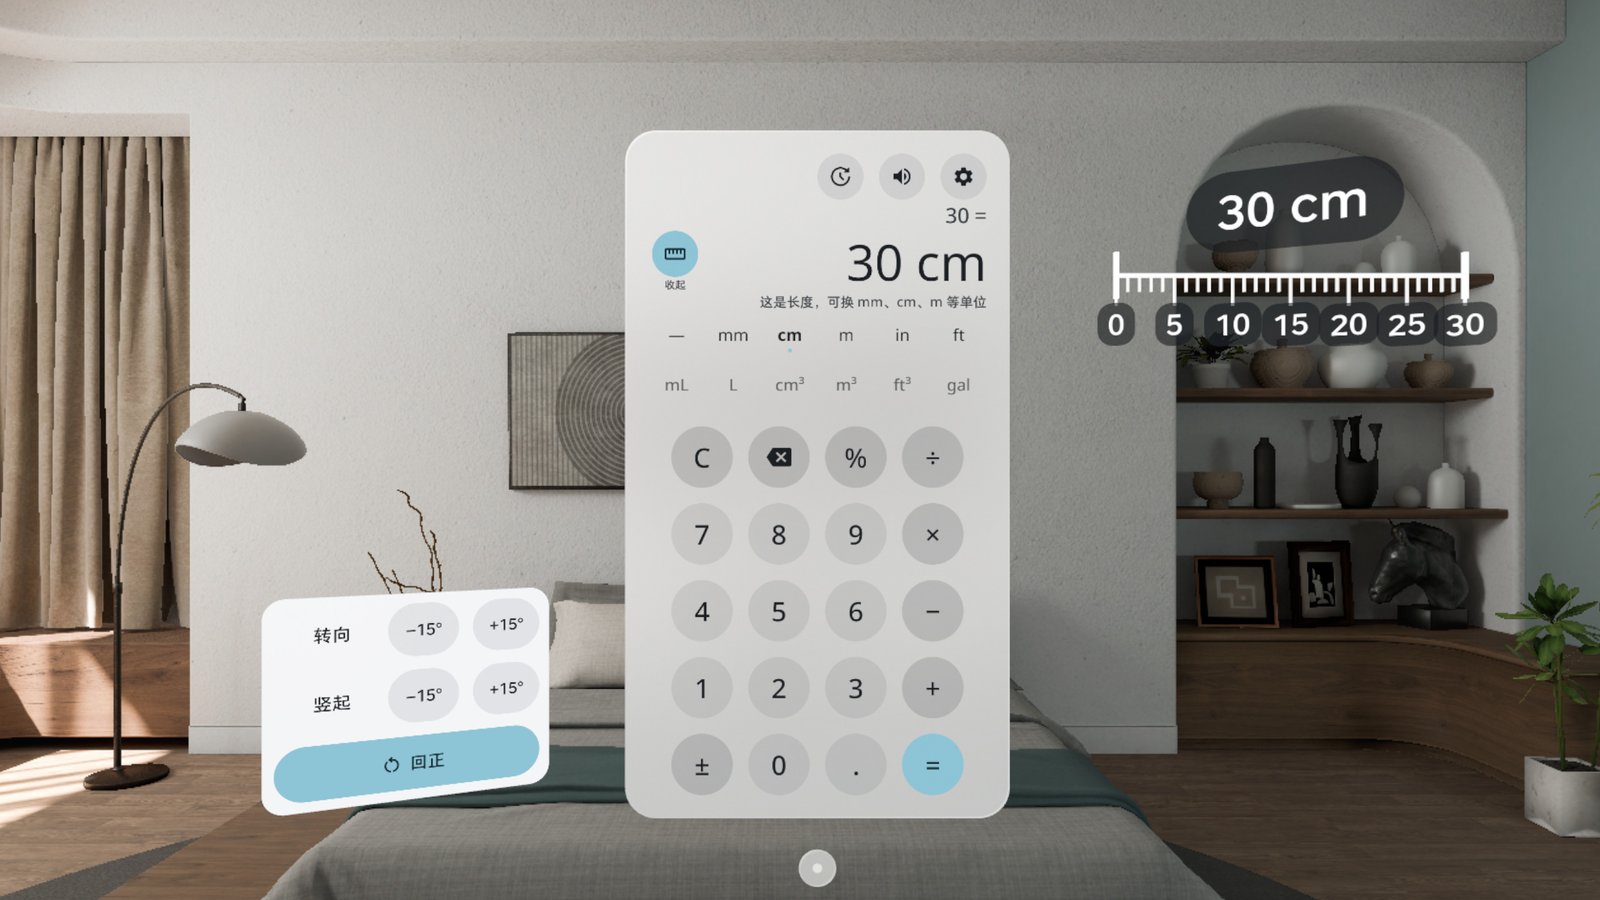 30 =
30 cm
收起
这是长度，可换 mm、cm、m 等单位
— mm cm m in ft
mL L cm³ m³ ft³ gal
C % ÷
7 8 9 ×
4 5 6 −
1 2 3 +
± 0 . =
转向 −15° +15°
竖起 −15° +15°
回正
30 cm
0 5 10 15 20 25 30